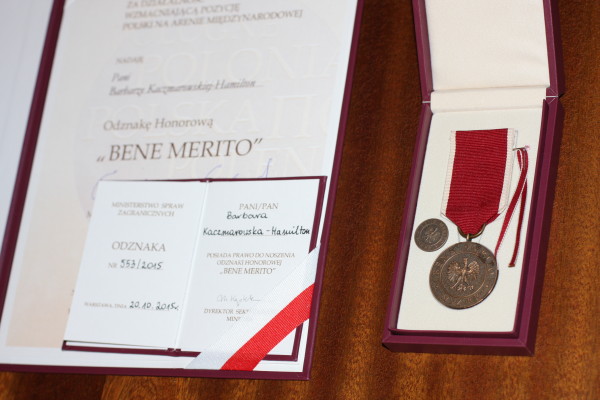 ZA DZIAŁALNOŚĆ
WZMACNIAJĄCĄ POZYCJĘ
POLSKI NA ARENIE MIĘDZYNARODOWEJ
NADAJĘ
Pani
Barbarze Kaczmarowskiej-Hamilton
Odznakę Honorową
„BENE MERITO”
MINISTERSTWO SPRAW
ZAGRANICZNYCH
ODZNAKA
NR 553/2015
WARSZAWA, DNIA 20.10.2015r.
PANI/PAN
Barbara
Kaczmarowska-Hamilton
POSIADA PRAWO DO NOSZENIA
ODZNAKI HONOROWEJ
"BENE MERITO"
DYREKTOR